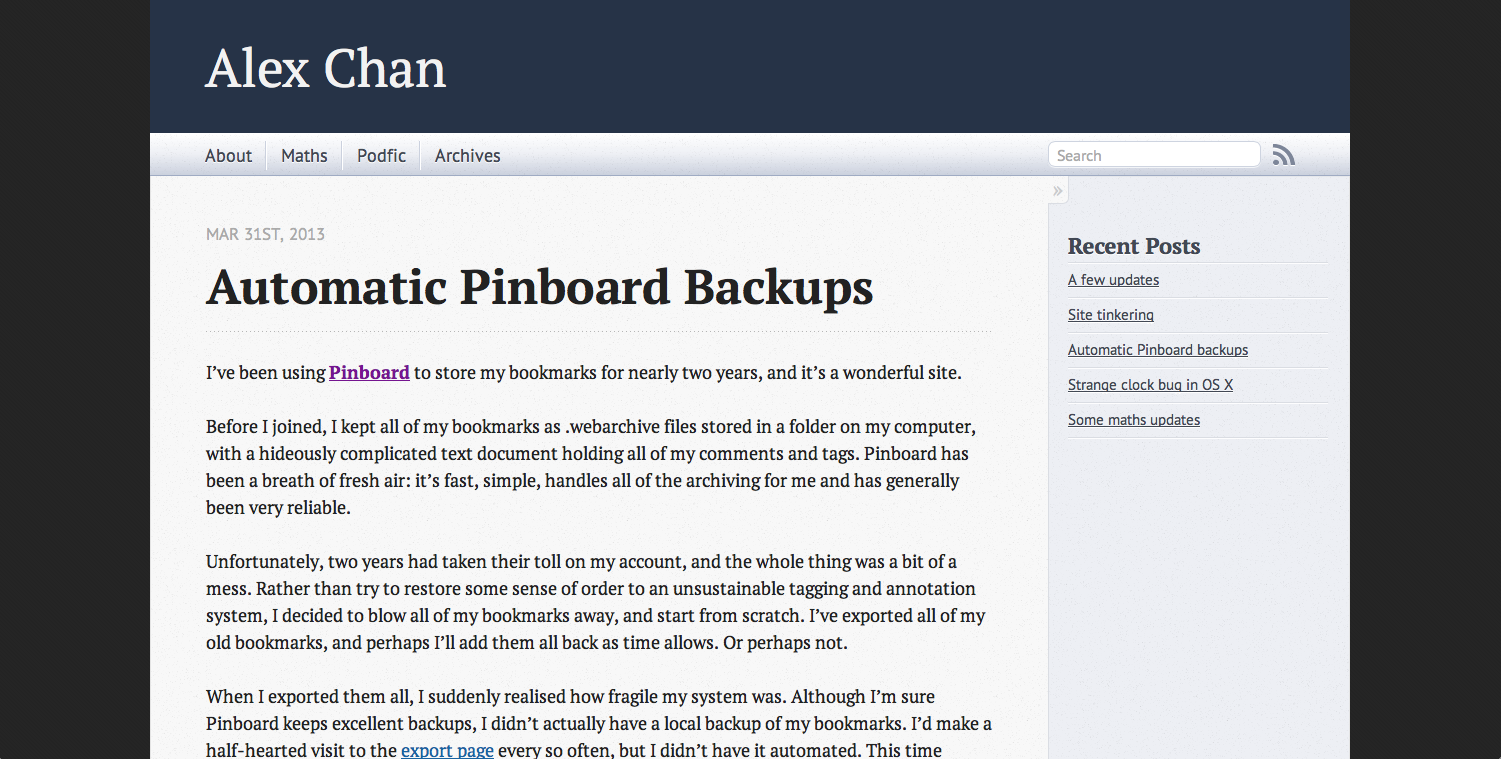 Alex Chan
About
Maths
Podfic
Archives
Search
»
MAR 31ST, 2013
Automatic Pinboard Backups
I’ve been using Pinboard to store my bookmarks for nearly two years, and it’s a wonderful site.
Before I joined, I kept all of my bookmarks as .webarchive files stored in a folder on my computer,
with a hideously complicated text document holding all of my comments and tags. Pinboard has
been a breath of fresh air: it’s fast, simple, handles all of the archiving for me and has generally
been very reliable.
Unfortunately, two years had taken their toll on my account, and the whole thing was a bit of a
mess. Rather than try to restore some sense of order to an unsustainable tagging and annotation
system, I decided to blow all of my bookmarks away, and start from scratch. I’ve exported all of my
old bookmarks, and perhaps I’ll add them all back as time allows. Or perhaps not.
When I exported them all, I suddenly realised how fragile my system was. Although I’m sure
Pinboard keeps excellent backups, I didn’t actually have a local backup of my bookmarks. I’d make a
half-hearted visit to the export page every so often, but I didn’t have it automated. This time
Recent Posts
A few updates
Site tinkering
Automatic Pinboard backups
Strange clock bug in OS X
Some maths updates